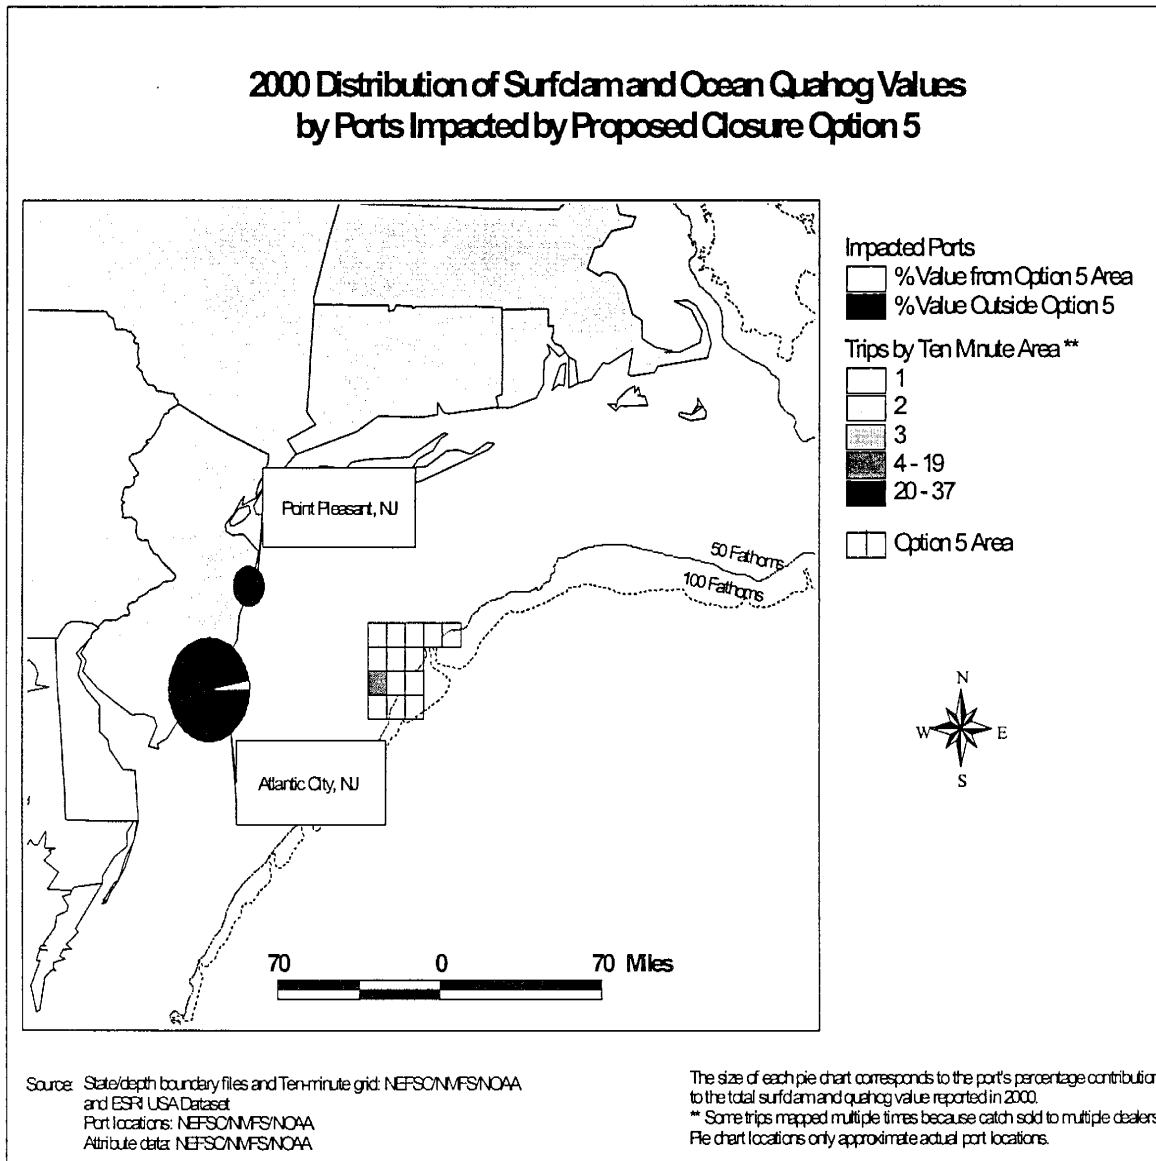 2000 Distribution of Surfclam and Ocean Quahog Values
by Ports Impacted by Proposed Closure Option 5
Impacted Ports
% Value from Option 5 Area
% Value Outside Option 5
Trips by Ten Minute Area **
1
2
3
4 - 19
20 - 37
Option 5 Area
Point Pleasant, NJ
50 Fathoms
100 Fathoms
N
W E
S
Atlantic City, NJ
70 0 70 Miles
Source: State/depth boundary files and Ten-minute grid: NEFSC/NMFS/NOAA
and ESRI USA Dataset
Port locations: NEFSC/NMFS/NOAA
Attribute data: NEFSC/NMFS/NOAA
The size of each pie chart corresponds to the port's percentage contribution
to the total surfclam and quahog value reported in 2000.
** Some trips mapped multiple times because catch sold to multiple dealers
Pie chart locations only approximate actual port locations.